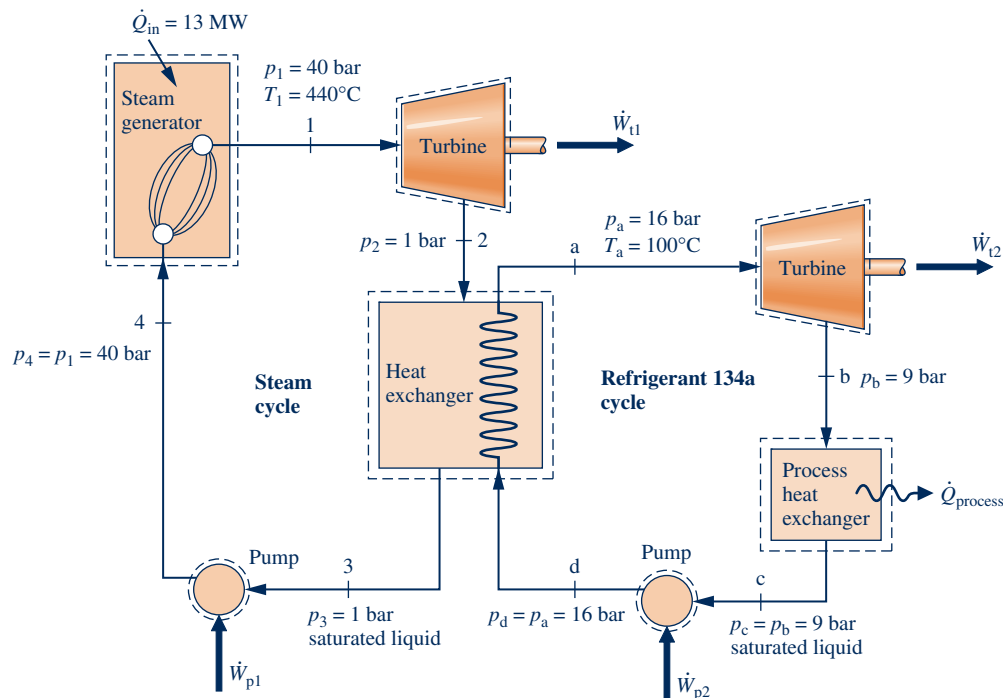 Q̇in = 13 MW
Steam
generator
p1 = 40 bar
T1 = 440°C
1
Turbine
Ẇt1
p2 = 1 bar
2
a
pa = 16 bar
Ta = 100°C
Turbine
Ẇt2
4
p4 = p1 = 40 bar
Steam
cycle
Heat
exchanger
Refrigerant 134a
cycle
b pb = 9 bar
Process
heat
exchanger
Q̇process
Pump
3
p3 = 1 bar
saturated liquid
Ẇp1
d
pd = pa = 16 bar
Pump
c
pc = pb = 9 bar
saturated liquid
Ẇp2